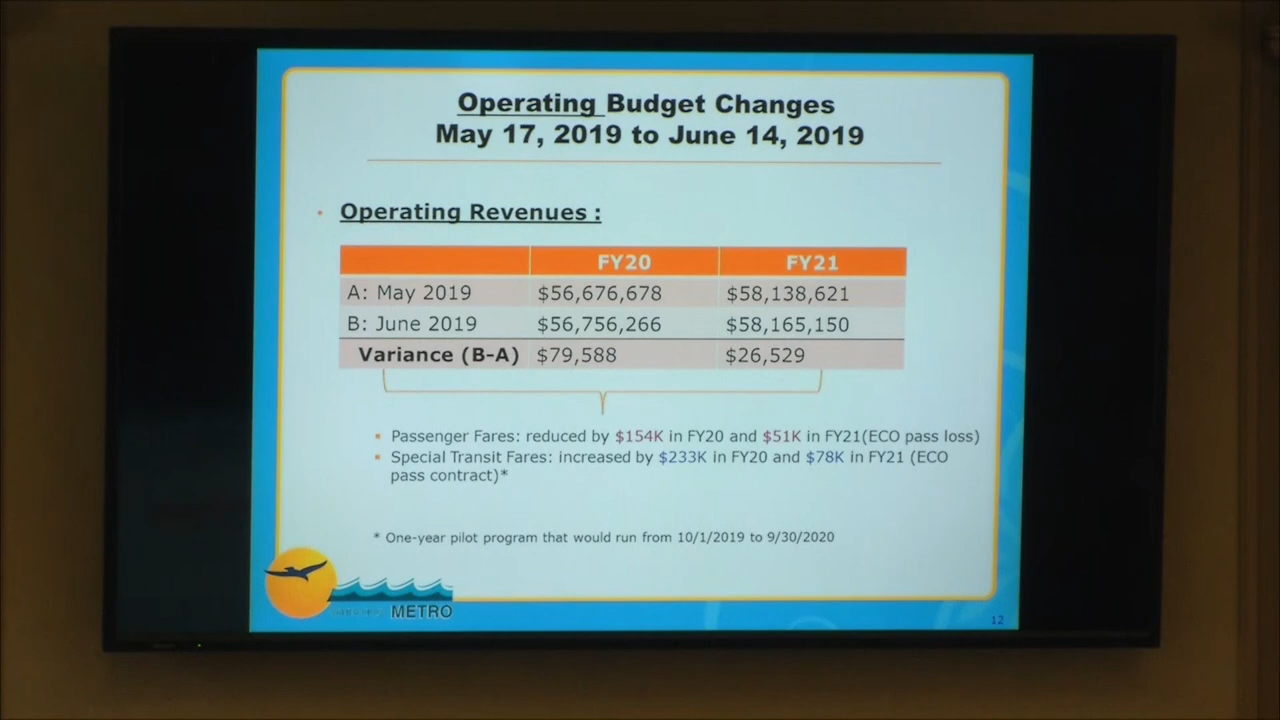 Operating Budget Changes
May 17, 2019 to June 14, 2019
Operating Revenues :
FY20 FY21
A: May 2019 $56,676,678 $58,138,621
B: June 2019 $56,756,266 $58,165,150
Variance (B-A) $79,588 $26,529
▪ Passenger Fares: reduced by $154K in FY20 and $51K in FY21(ECO pass loss)
▪ Special Transit Fares: increased by $233K in FY20 and $78K in FY21 (ECO
pass contract)*
* One-year pilot program that would run from 10/1/2019 to 9/30/2020
METRO
12